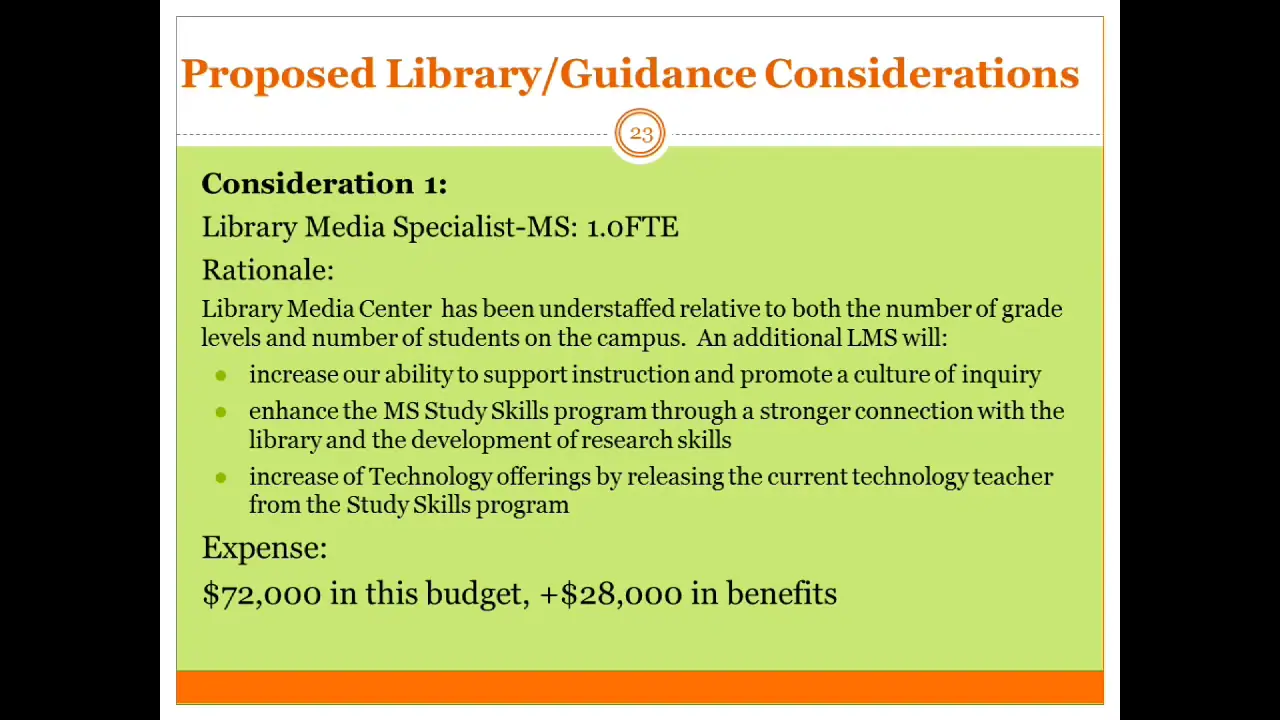 Proposed Library/Guidance Considerations
23
Consideration 1:
Library Media Specialist-MS: 1.0FTE
Rationale:
Library Media Center has been understaffed relative to both the number of grade
levels and number of students on the campus. An additional LMS will:
● increase our ability to support instruction and promote a culture of inquiry
● enhance the MS Study Skills program through a stronger connection with the
library and the development of research skills
● increase of Technology offerings by releasing the current technology teacher
from the Study Skills program
Expense:
$72,000 in this budget, +$28,000 in benefits